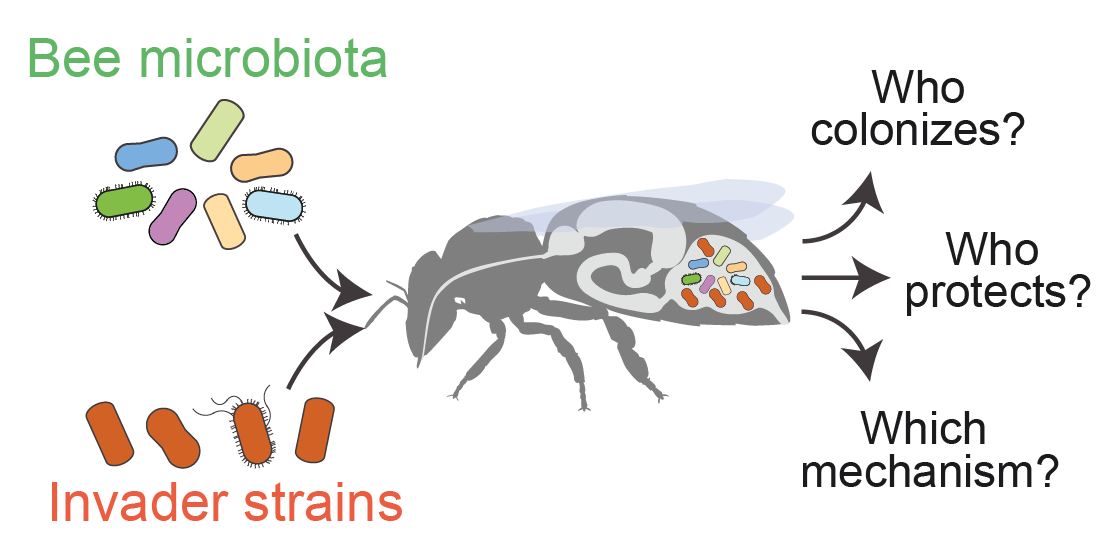 Bee microbiota
Invader strains
Who
colonizes?
Who
protects?
Which
mechanism?